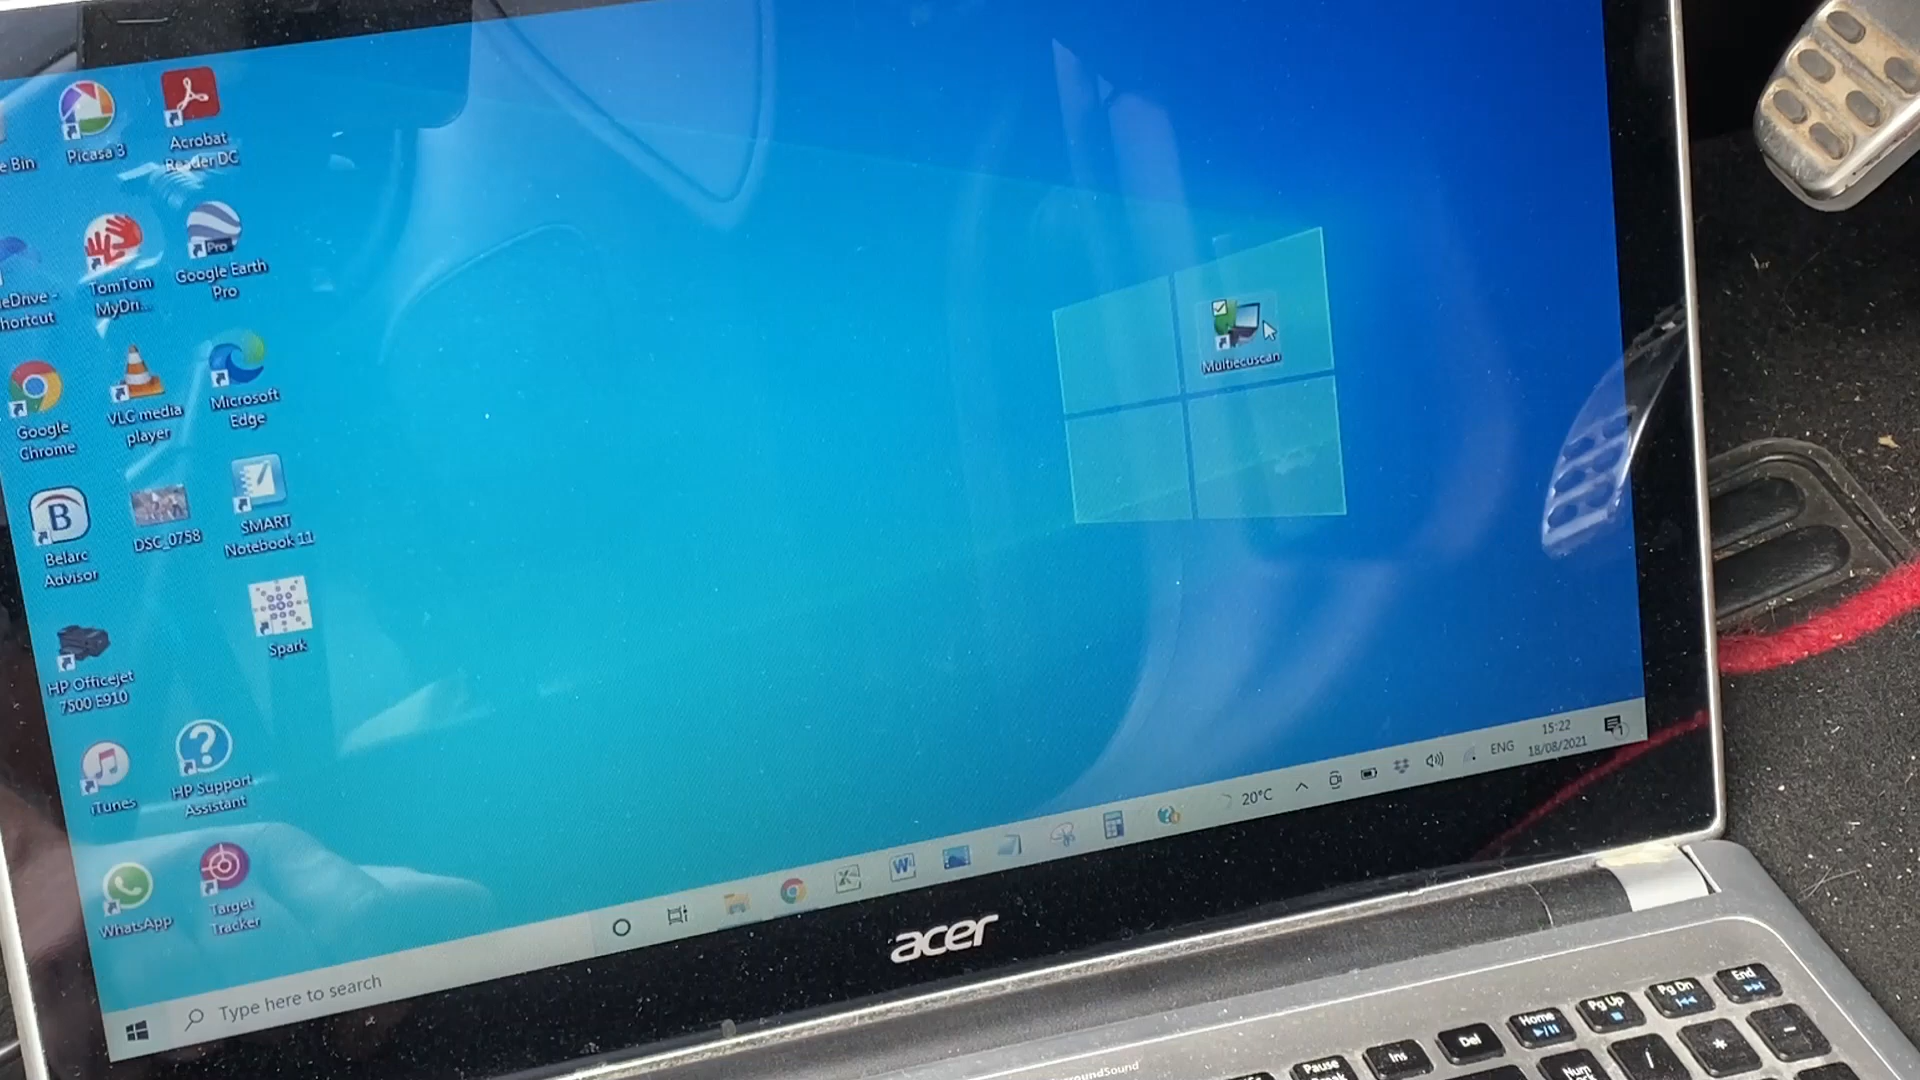 e Bin
Picasa 3
Acrobat
Reader DC
eDrive -
hortcut
TomTom
MyDri...
Pro
Google Earth
Pro
Google
Chrome
VLC media
player
Microsoft
Edge
B
Belarc
Advisor
DSC_0758
SMART
Notebook 11
HP Officejet
7500 E910
Spark
iTunes
?
HP Support
Assistant
WhatsApp
Target
Tracker
Multiecuscan
Type here to search
W
20°C
ENG
15:22
18/08/2021
1
acer
End
Pg Dn
Pg Up
Home
Del
Ins
Pause
Num
/
*
-